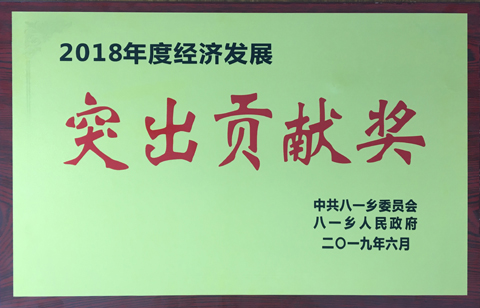 2018年度经济发展
突出贡献奖
中共八一乡委员会
八一乡人民政府
二〇一九年六月